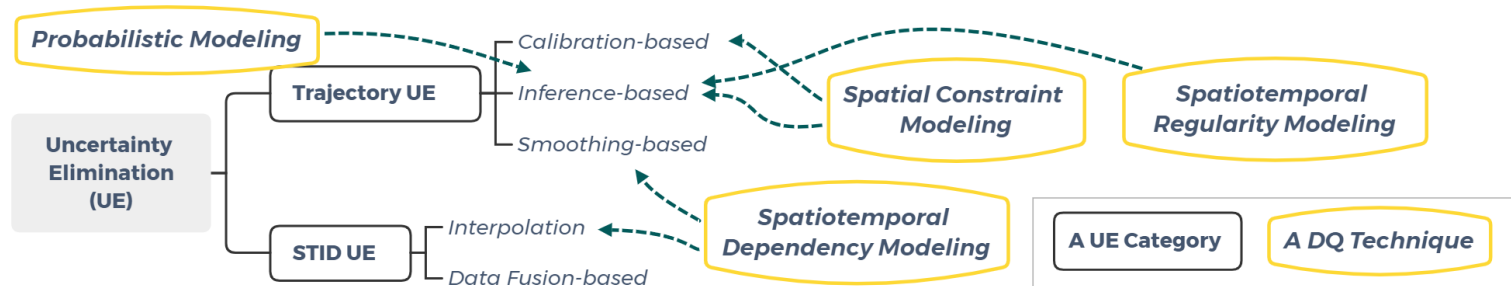 Probabilistic Modeling
Calibration-based
Trajectory UE
Inference-based
Smoothing-based
Spatial Constraint
Modeling
Spatiotemporal
Regularity Modeling
Uncertainty
Elimination
(UE)
STID UE
Interpolation
Data Fusion-based
Spatiotemporal
Dependency Modeling
A UE Category
A DQ Technique